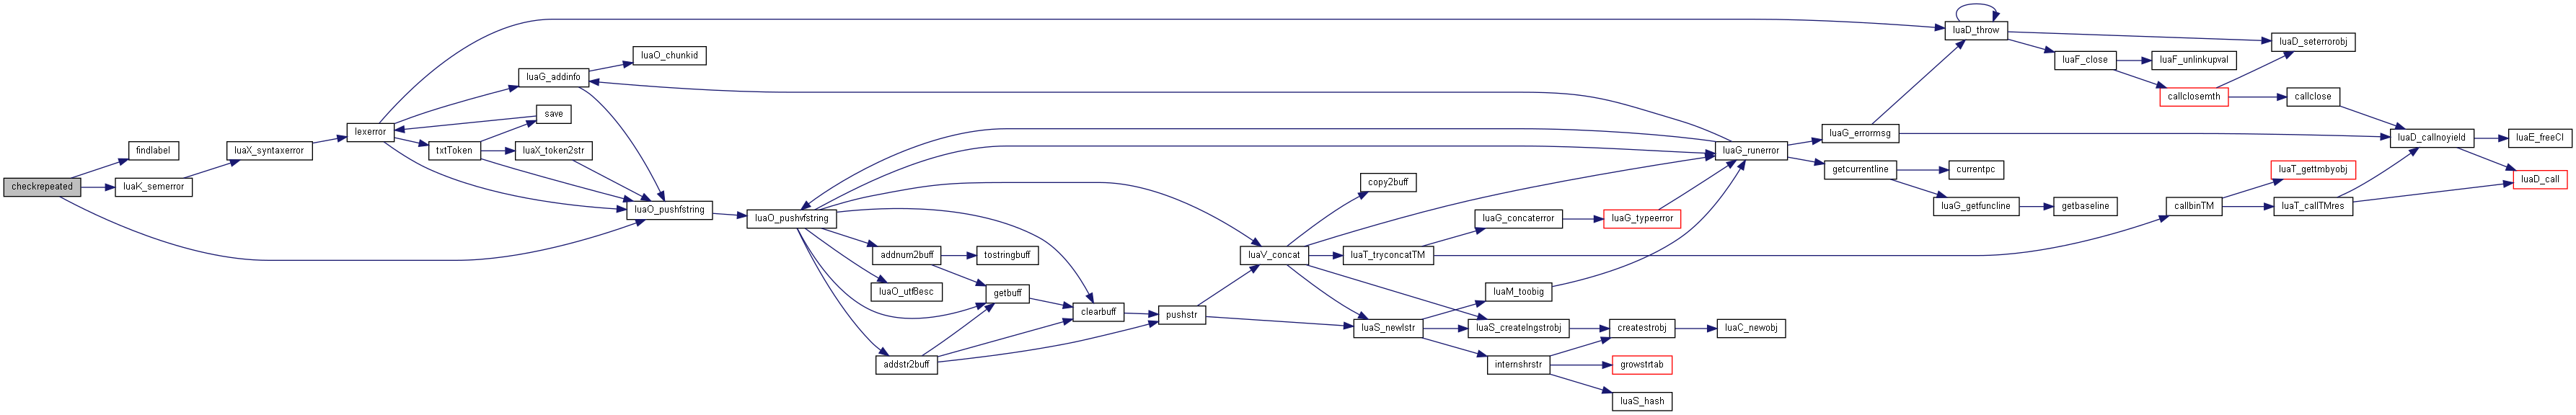 checkrepeated
findlabel
luaK_semerror
luaX_syntaxerror
lexerror
luaG_addinfo
luaO_chunkid
save
txtToken
luaX_token2str
luaO_pushfstring
luaO_pushvfstring
addnum2buff
tostringbuff
luaO_utf8esc
getbuff
clearbuff
addstr2buff
pushstr
luaV_concat
copy2buff
luaT_tryconcatTM
luaG_concaterror
luaG_typeerror
luaM_toobig
luaS_newlstr
luaS_createlngstrobj
createstrobj
luaC_newobj
internshrstr
growstrtab
luaS_hash
luaG_runerror
luaG_errormsg
getcurrentline
currentpc
luaG_getfuncline
getbaseline
luaD_throw
luaD_seterrorobj
luaF_close
luaF_unlinkupval
callclosemth
callclose
luaD_callnoyield
luaE_freeCI
luaD_call
callbinTM
luaT_gettmbyobj
luaT_callTMres